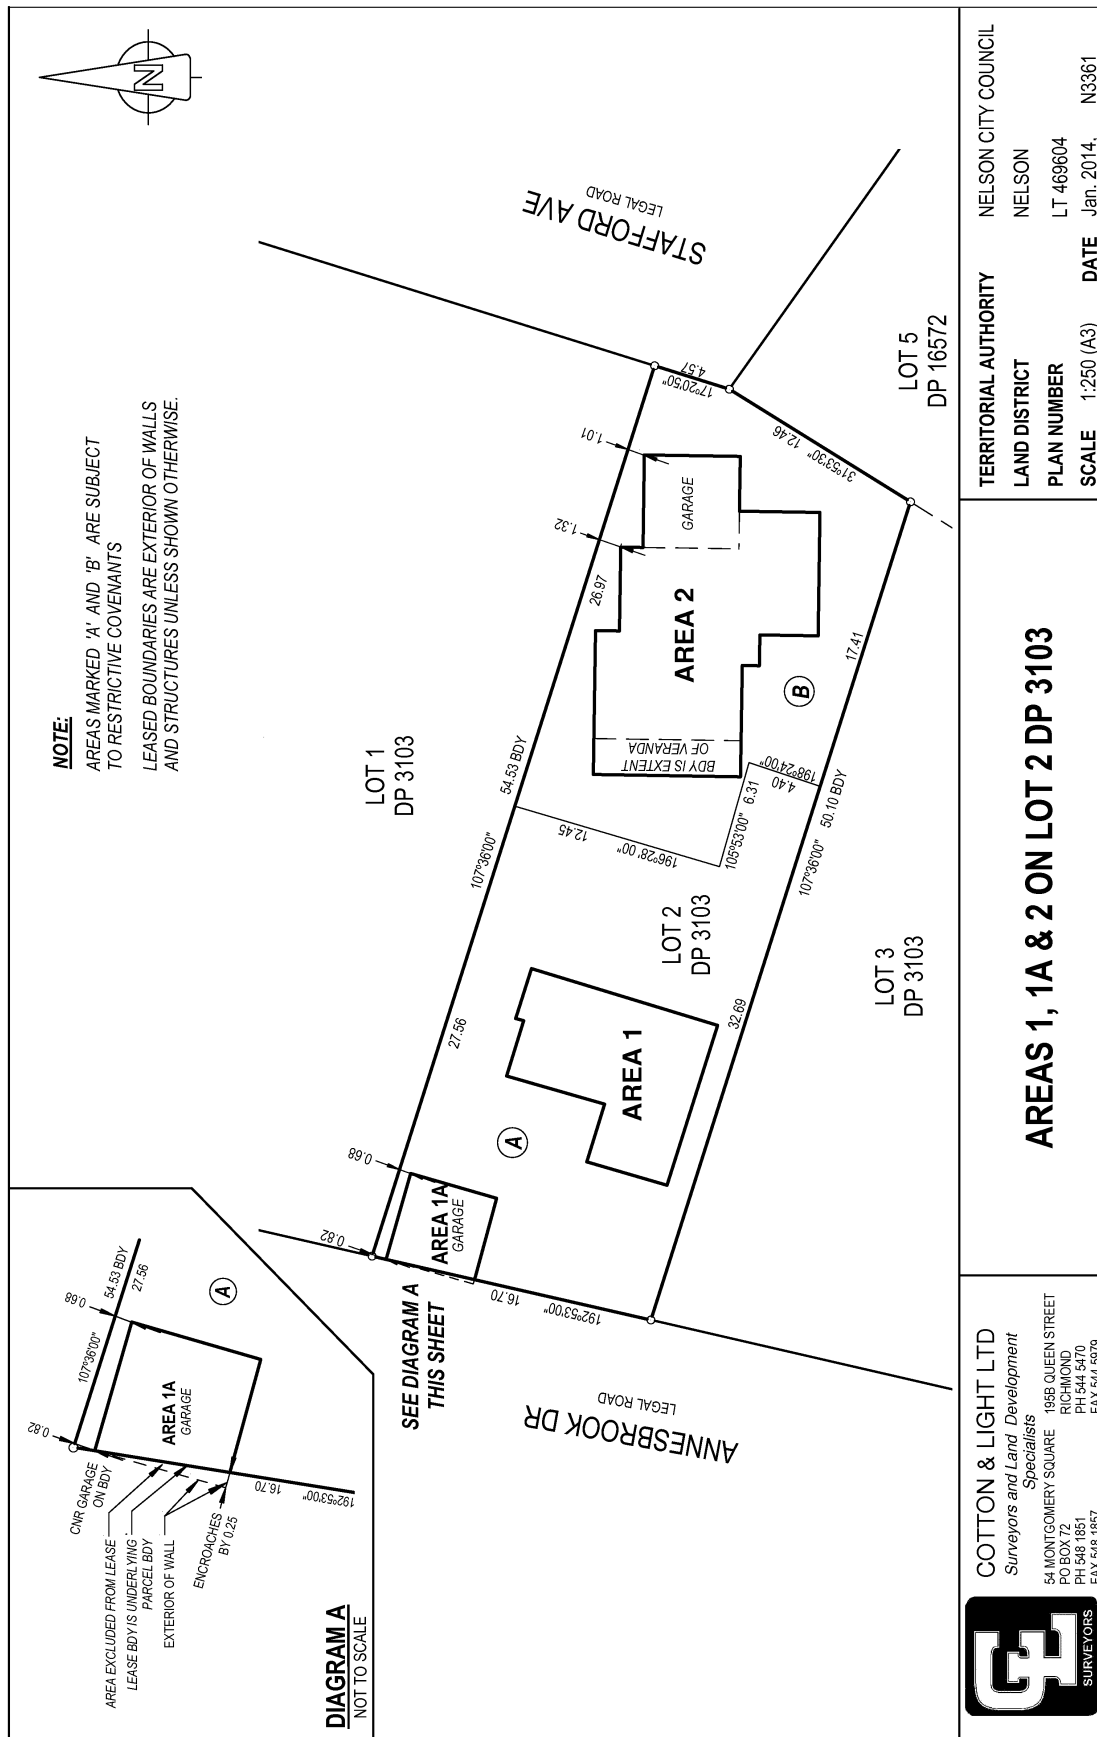 N
NOTE:
AREAS MARKED 'A' AND 'B' ARE SUBJECT
TO RESTRICTIVE COVENANTS
LEASED BOUNDARIES ARE EXTERIOR OF WALLS
AND STRUCTURES UNLESS SHOWN OTHERWISE.
STAFFORD AVE
LEGAL ROAD
LOT 5
DP 16572
LOT 1
DP 3103
17°20'50"
4.57
31°53'30"
12.46
1.01
1.32
26.97
GARAGE
AREA 2
BDY IS EXTENT
OF VERANDA
B
17.41
54.53 BDY
107°36'00"
12.45
196°28'00"
105°53'00"
6.31
198°24'00"
4.40
107°36'00"
50.10 BDY
LOT 2
DP 3103
27.56
32.69
LOT 3
DP 3103
AREA 1
A
0.68
0.82
AREA 1A
GARAGE
16.70
192°53'00"
SEE DIAGRAM A
THIS SHEET
ANNESBROOK DR
LEGAL ROAD
54.53 BDY
27.56
0.68
107°36'00"
0.82
A
AREA 1A
GARAGE
CNR GARAGE
ON BDY
AREA EXCLUDED FROM LEASE
LEASE BDY IS UNDERLYING
PARCEL BDY
EXTERIOR OF WALL
ENCROACHES
BY 0.25
16.70
192°53'00"
DIAGRAM A
NOT TO SCALE
SURVEYORS
COTTON & LIGHT LTD
Surveyors and Land Development
Specialists
54 MONTGOMERY SQUARE 195B QUEEN STREET
PO BOX 72 RICHMOND
PH 548 1851 PH 544 5470
FAX 548 1857 FAX 544 5979
AREAS 1, 1A & 2 ON LOT 2 DP 3103
TERRITORIAL AUTHORITY NELSON CITY COUNCIL
LAND DISTRICT NELSON
PLAN NUMBER LT 469604
SCALE 1:250 (A3) DATE Jan. 2014, N3361